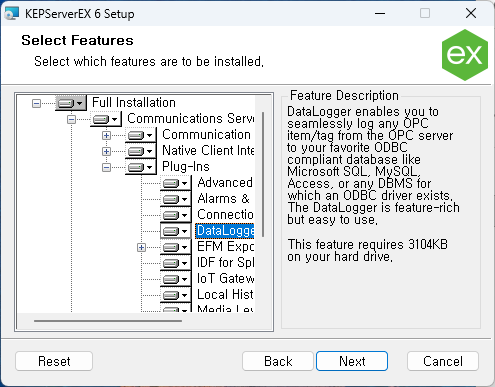 KEPServerEX 6 Setup
Select Features
Select which features are to be installed.
ex
Full Installation
Communications Serve
Communication
Native Client Inte
Plug-Ins
Advanced
Alarms &
Connectio
DataLogge
EFM Expo
IDF for Spl
IoT Gatew
Local Hist
Media Lev
Feature Description
DataLogger enables you to
seamlessly log any OPC
item/tag from the OPC server
to your favorite ODBC
compliant database like
Microsoft SQL, MySQL,
Access, or any DBMS for
which an ODBC driver exists.
The DataLogger is feature-rich
but easy to use.
This feature requires 3104KB
on your hard drive.
Reset
Back
Next
Cancel